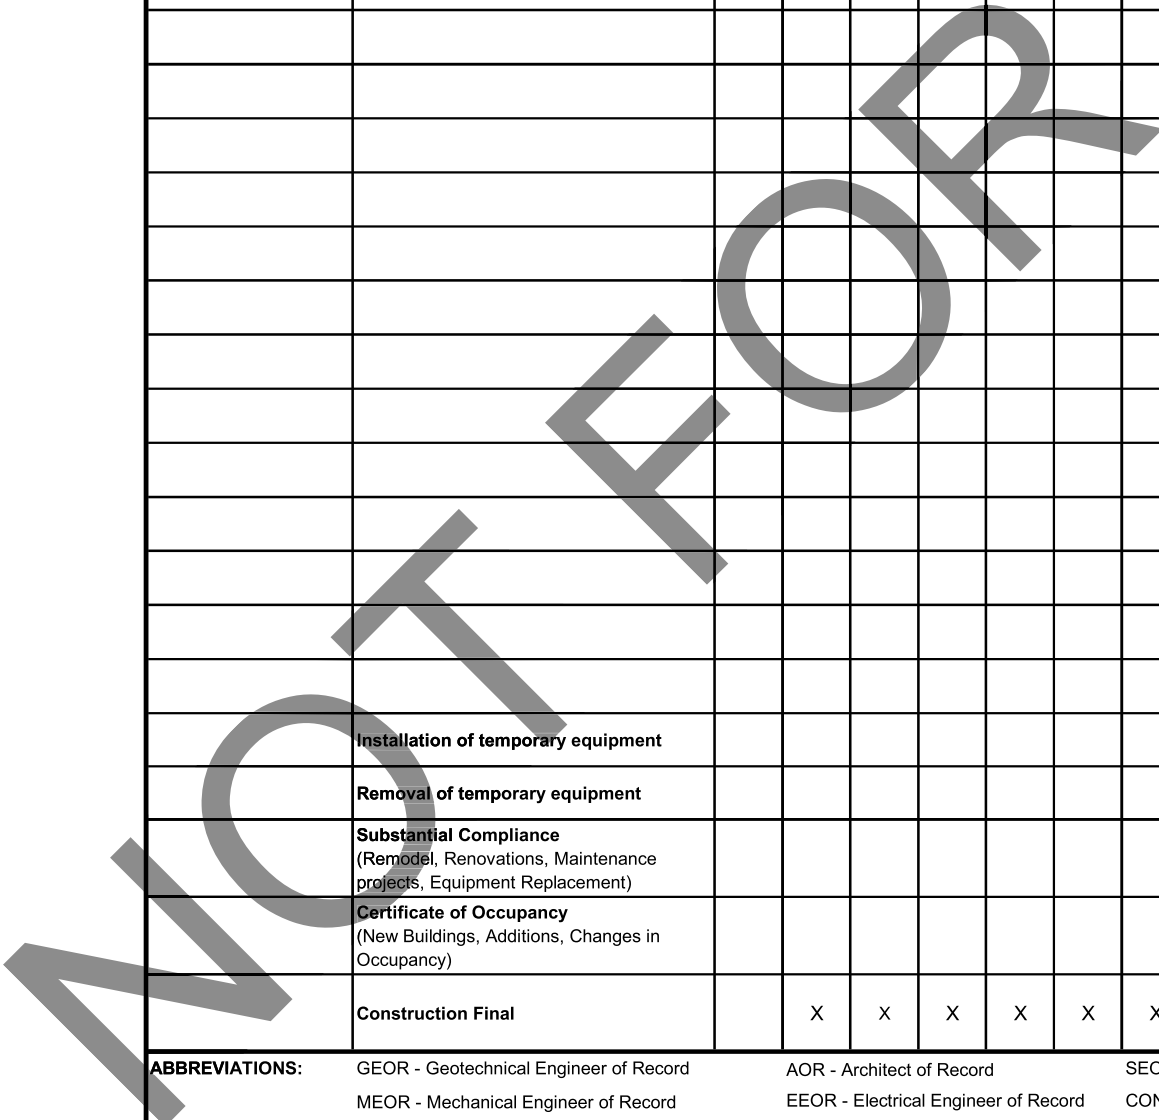 NOT FOR
Installation of temporary equipment
Removal of temporary equipment
Substantial Compliance
(Remodel, Renovations, Maintenance
projects, Equipment Replacement)
Certificate of Occupancy
(New Buildings, Additions, Changes in
Occupancy)
Construction Final X X X X X
ABBREVIATIONS: GEOR - Geotechnical Engineer of Record AOR - Architect of Record
MEOR - Mechanical Engineer of Record EEOR - Electrical Engineer of Record